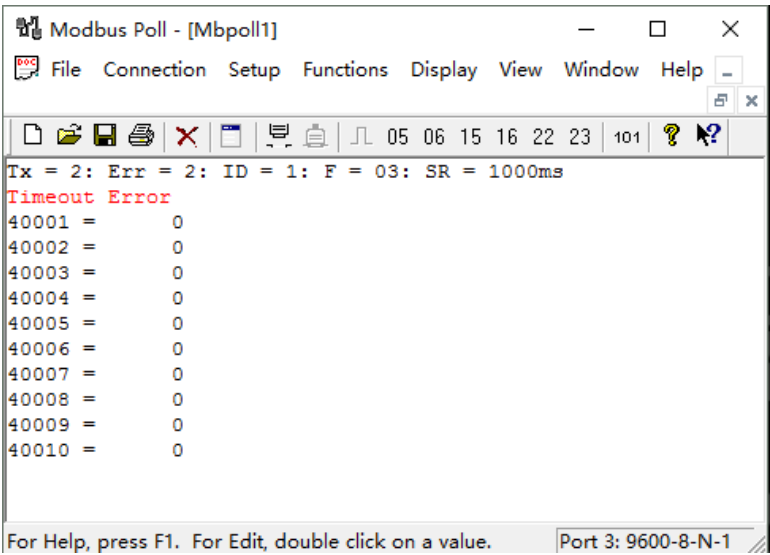 Modbus Poll - [Mbpoll1]
File Connection Setup Functions Display View Window Help
05 06 15 16 22 23 101
Tx = 2: Err = 2: ID = 1: F = 03: SR = 1000ms
Timeout Error
40001 = 0
40002 = 0
40003 = 0
40004 = 0
40005 = 0
40006 = 0
40007 = 0
40008 = 0
40009 = 0
40010 = 0
For Help, press F1. For Edit, double click on a value. Port 3: 9600-8-N-1